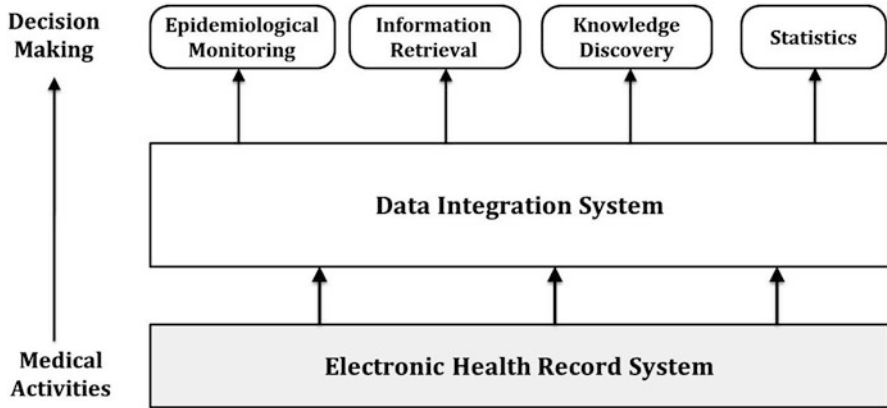 Decision
Making
Epidemiological
Monitoring
Information
Retrieval
Knowledge
Discovery
Statistics
Data Integration System
Medical
Activities
Electronic Health Record System